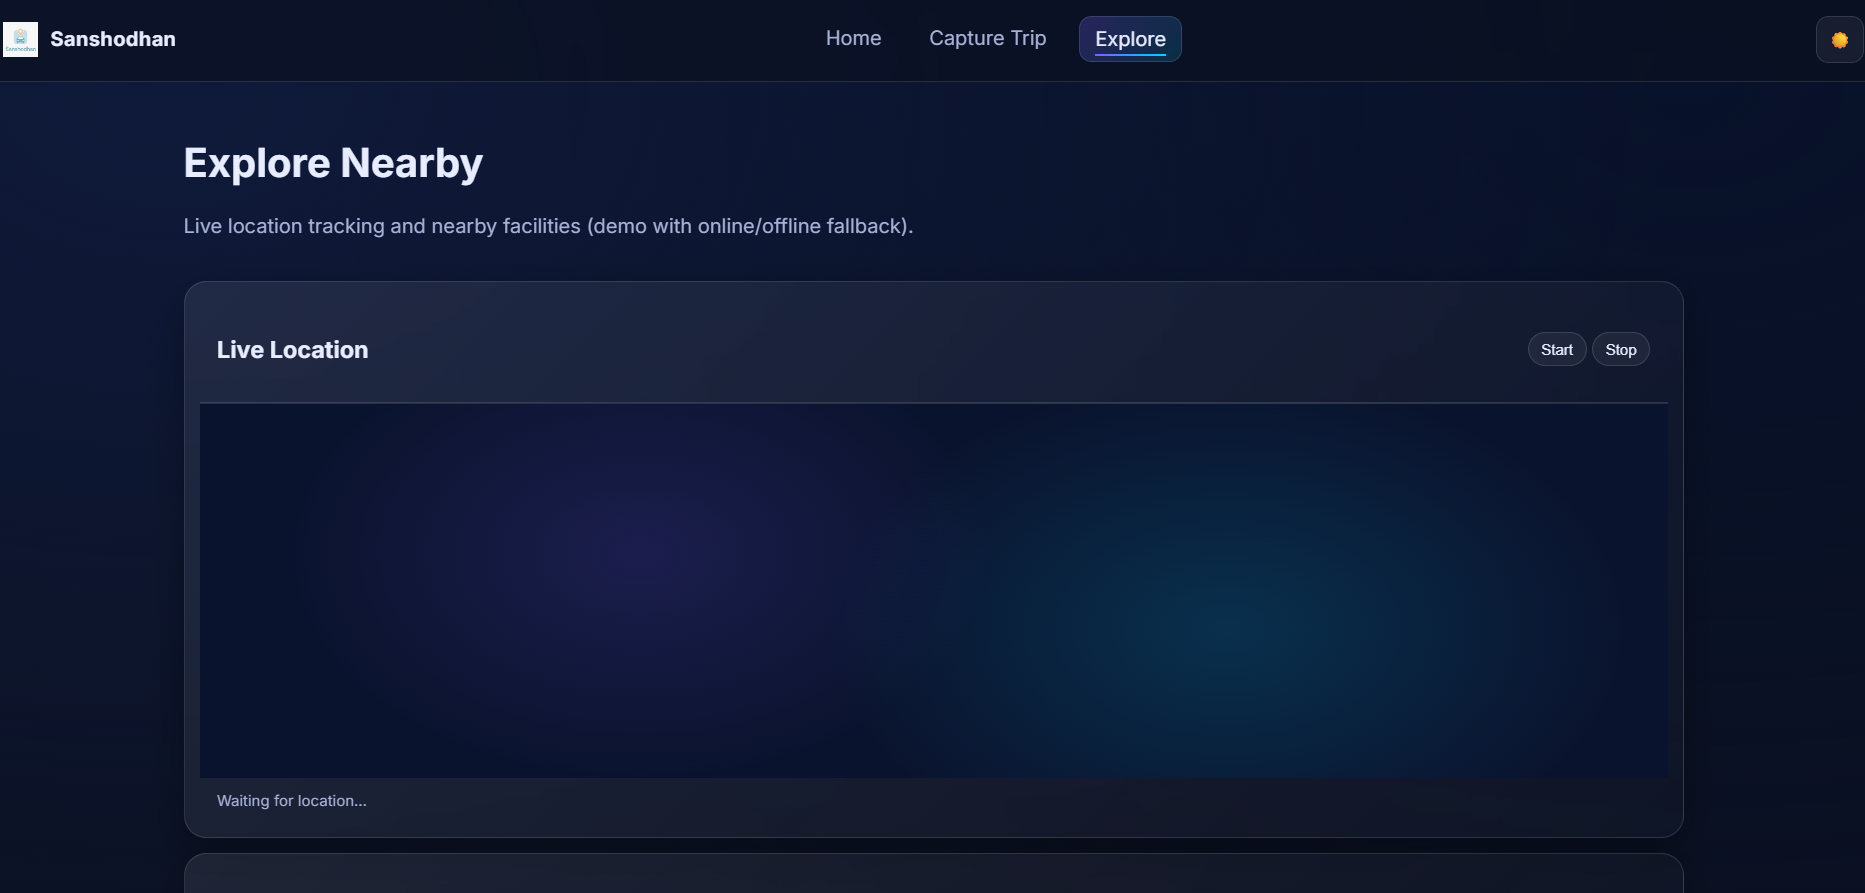 Sanshodhan
Sanshodhan
Home
Capture Trip
Explore
Explore Nearby
Live location tracking and nearby facilities (demo with online/offline fallback).
Live Location
Start
Stop
Waiting for location...